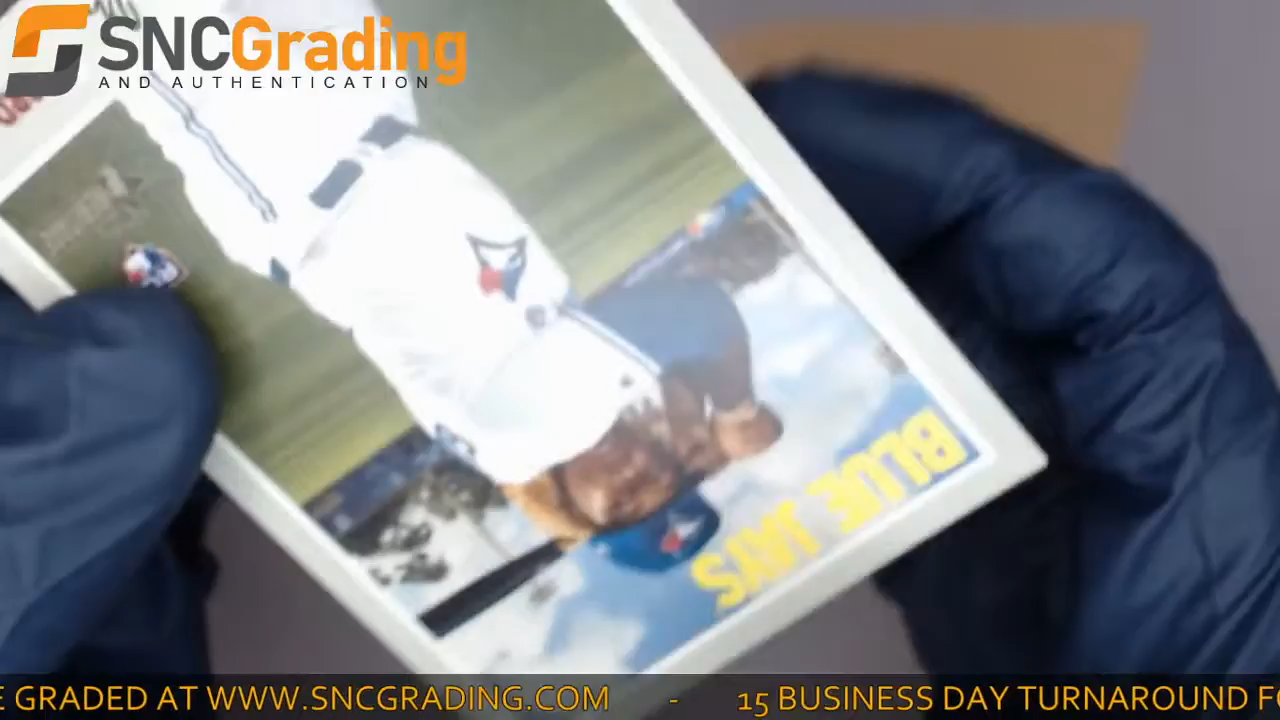 SNCGrading
AND AUTHENTICATION
BLUE JAYS
E GRADED AT WWW.SNCGRADING.COM - 15 BUSINESS DAY TURNAROUND FO